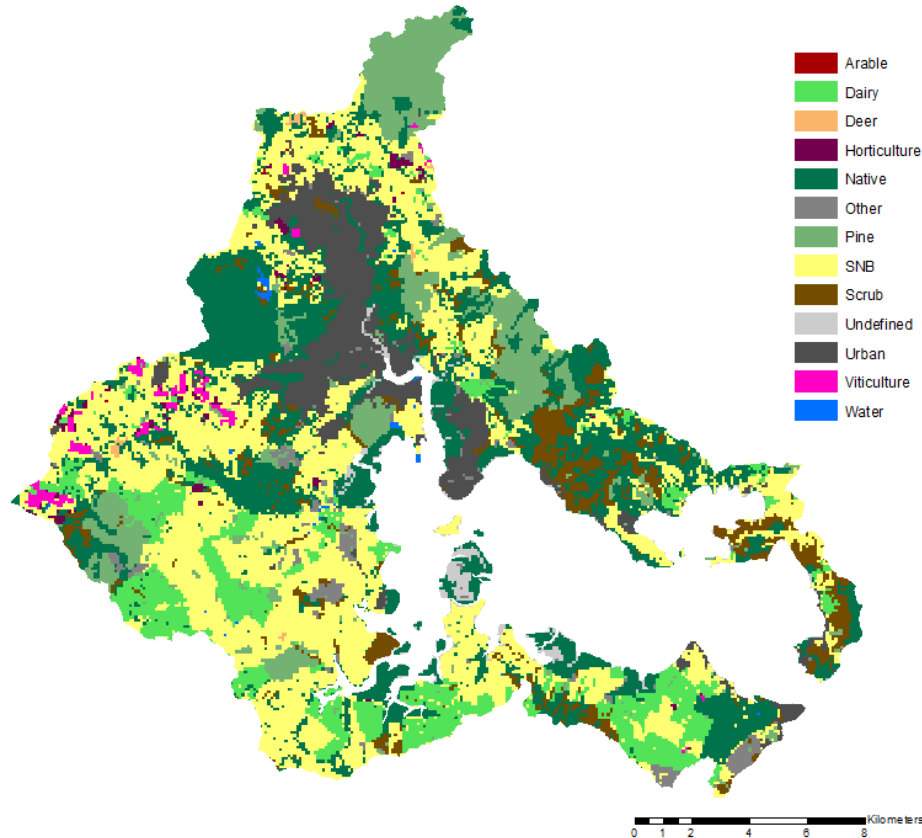 Arable
Dairy
Deer
Horticulture
Native
Other
Pine
SNB
Scrub
Undefined
Urban
Viticulture
Water
Kilometers
0 1 2 4 6 8